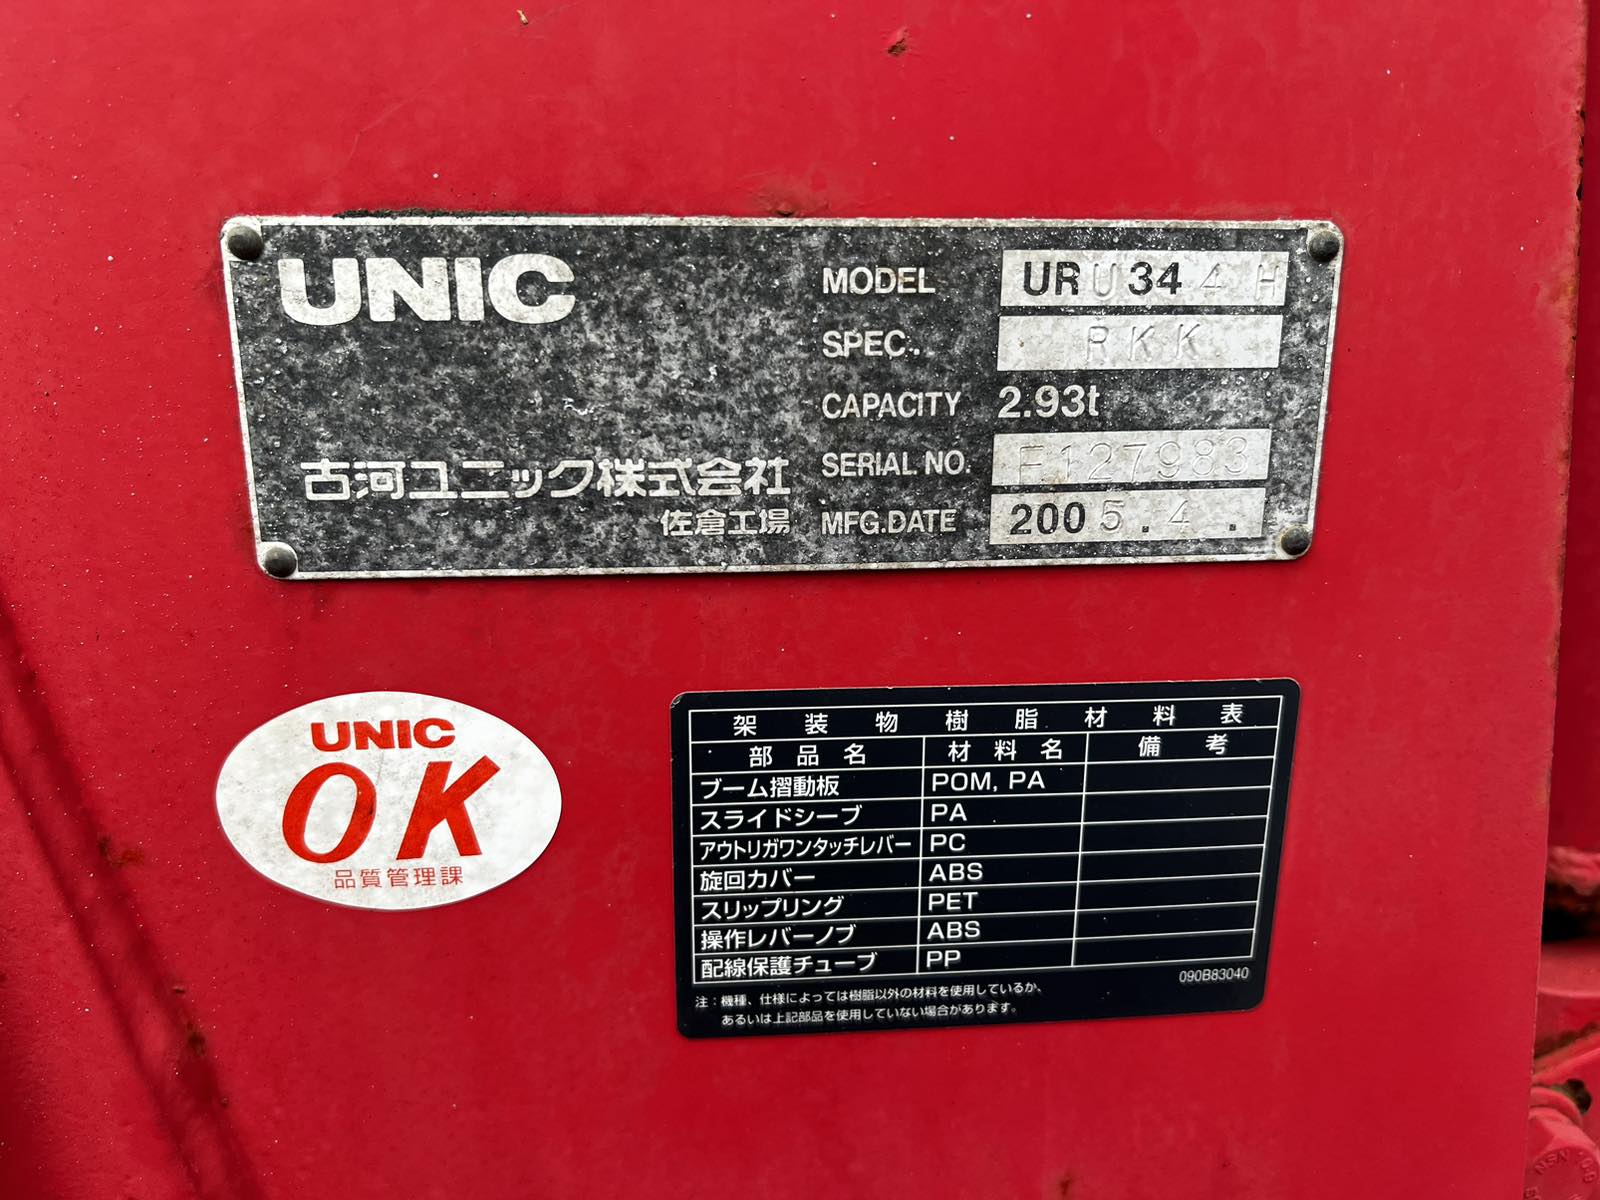 UNIC
MODEL URU344H
SPEC. RKK
CAPACITY 2.93t
SERIAL NO. F127983
MFG.DATE 2005.4.
古河ユニック株式会社
佐倉工場
UNIC
OK
品質管理課
架装物樹脂材料表
部品名 材料名 備考
ブーム摺動板 POM, PA
スライドシーブ PA
アウトリガワンタッチレバー PC
旋回カバー ABS
スリップリング PET
操作レバーノブ ABS
配線保護チューブ PP
090B83040
注：機種、仕様によっては樹脂以外の材料を使用しているか、
あるいは上記部品を使用していない場合があります。